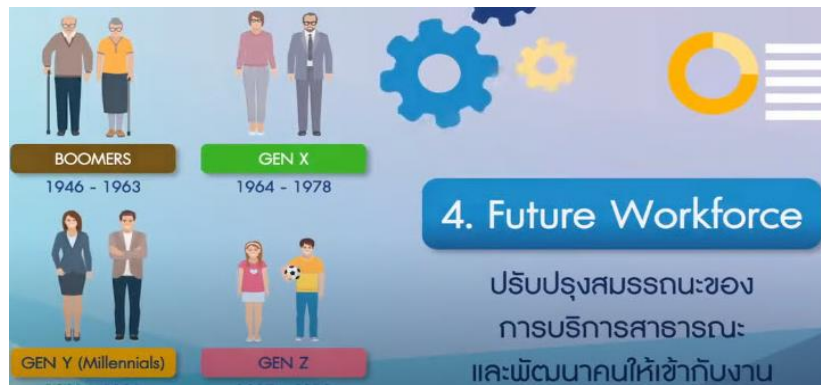 BOOMERS
1946 - 1963
GEN X
1964 - 1978
GEN Y (Millennials)
GEN Z
4. Future Workforce
ปรับปรุงสมรรถนะของ
การบริการสาธารณะ
และพัฒนาคนให้เข้ากับงาน